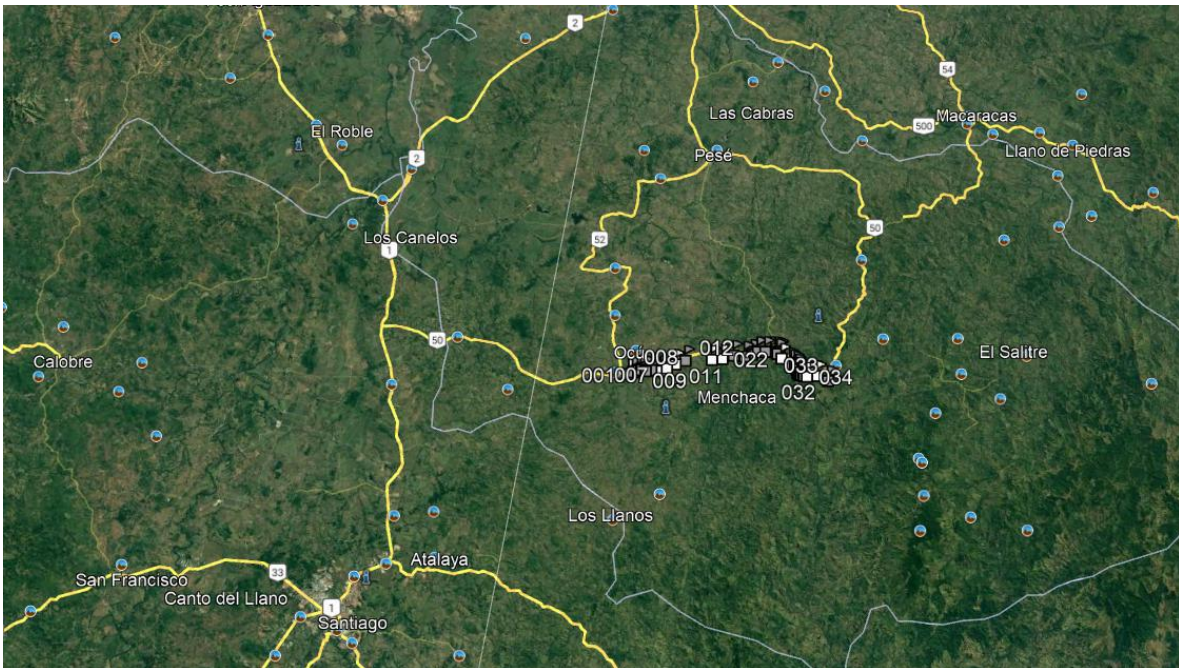 2
54
Las Cabras
Macaracas
500
El Roble
Llano de Piedras
2
Pesé
50
Los Canelos
52
1
50
012
Calobre
Ocú
008
022
El Salitre
033
001
007
011
034
009
032
Menchaca
Los Llanos
Atalaya
33
San Francisco
Canto del Llano
1
Santiago